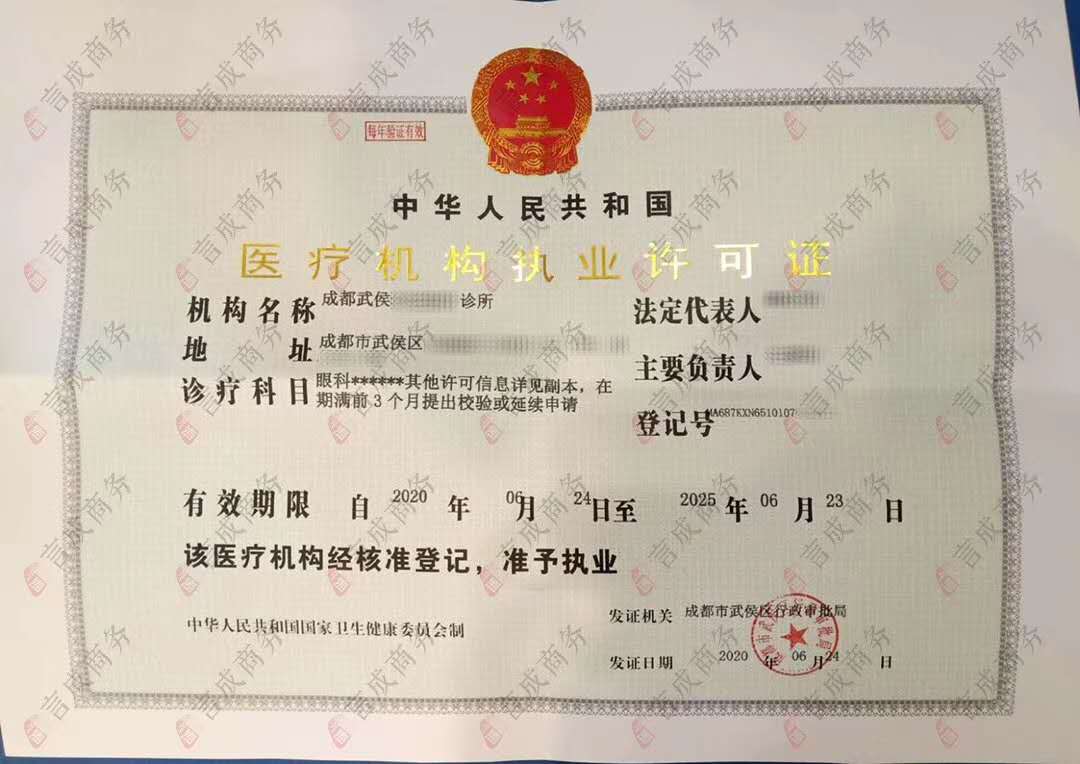 每年验证有效
中华人民共和国
医疗机构执业许可证
机构名称 成都武侯 诊所
法定代表人
地 址 成都市武侯区
主要负责人
诊疗科目 眼科******其他许可信息详见副本，在
期满前3个月提出校验或延续申请
登记号 MA687KXN6510107
有效期限 自 2020 年 06 月 24 日至 2025 年 06 月 23 日
该医疗机构经核准登记，准予执业
中华人民共和国国家卫生健康委员会制
发证机关 成都市武侯区行政审批局
发证日期 2020 年 06 月 24 日
言成商务